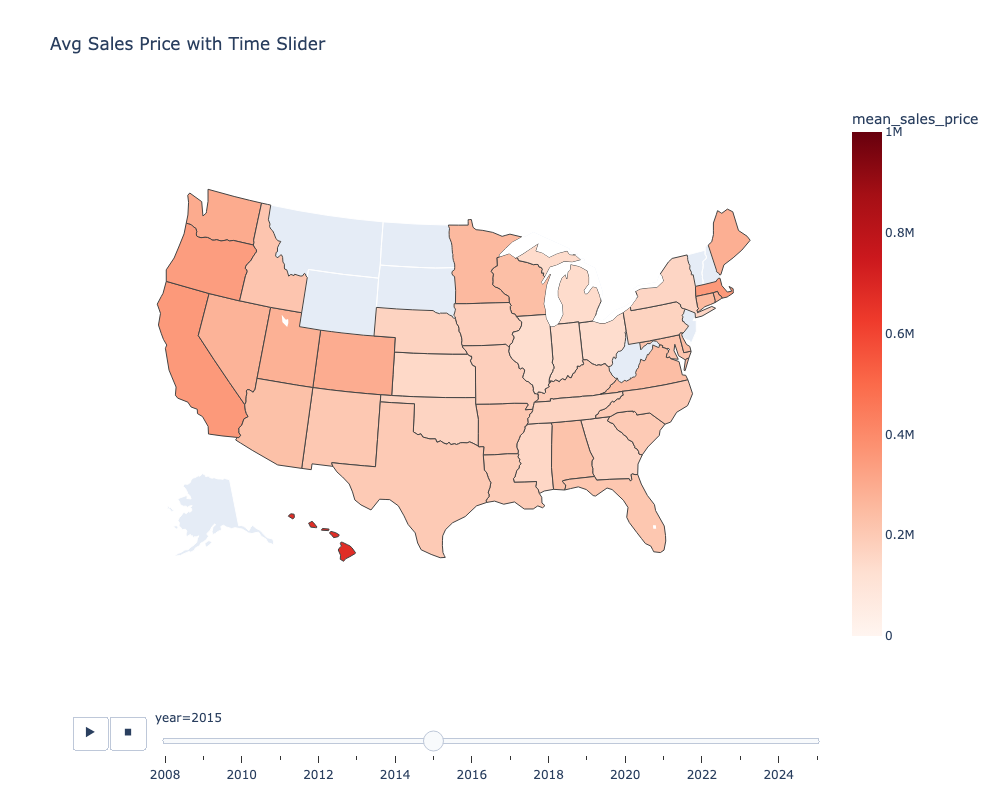 Avg Sales Price with Time Slider
mean_sales_price
1M
0.8M
0.6M
0.4M
0.2M
0
year=2015
2008 2010 2012 2014 2016 2018 2020 2022 2024